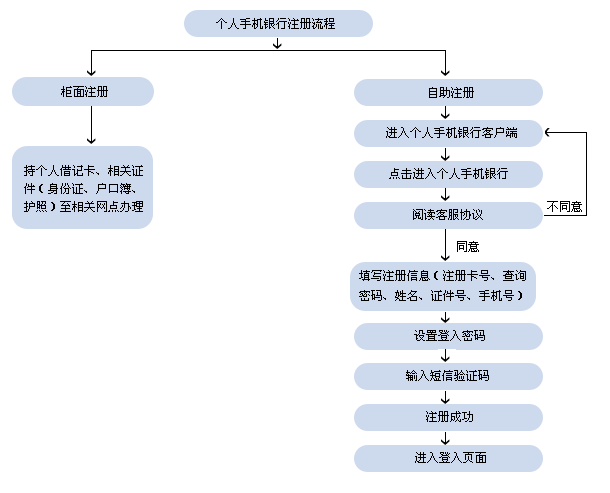 个人手机银行注册流程
柜面注册
自助注册
持个人借记卡、相关证
件（身份证、户口簿、
护照）至相关网点办理
进入个人手机银行客户端
点击进入个人手机银行
阅读客服协议
不同意
同意
填写注册信息（注册卡号、查询
密码、姓名、证件号、手机号）
设置登入密码
输入短信验证码
注册成功
进入登入页面